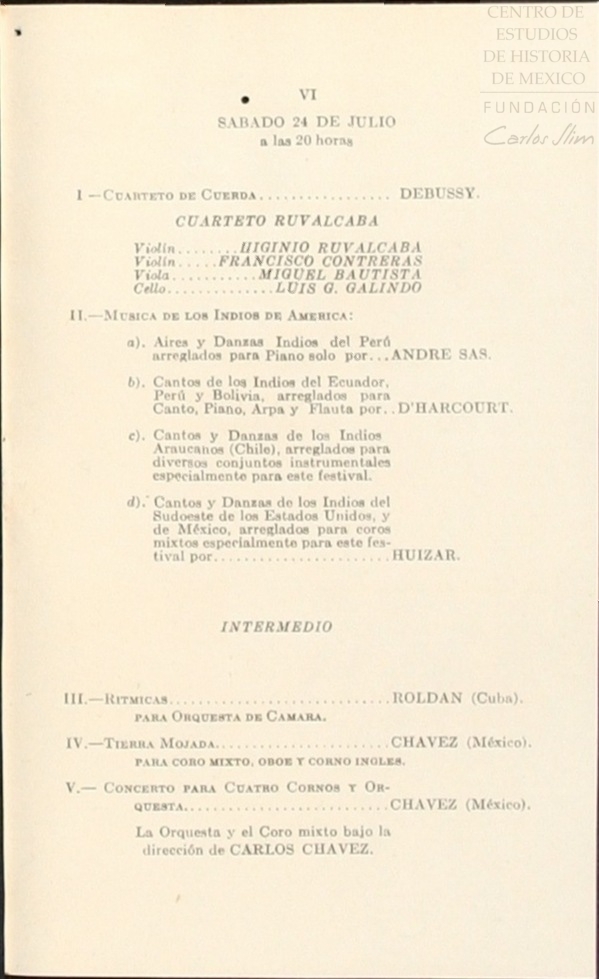 CENTRO DE
ESTUDIOS
DE HISTORIA
DE MEXICO
FUNDACIÓN
Carlos Slim
VI
SABADO 24 DE JULIO
a las 20 horas
I —CUARTETO DE CUERDA................. DEBUSSY.
CUARTETO RUVALCABA
Violín........HIGINIO RUVALCABA
Violín.....FRANCISCO CONTRERAS
Viola...........MIGUEL BAUTISTA
Cello..............LUIS G. GALINDO
II.—MUSICA DE LOS INDIOS DE AMERICA:
a). Aires y Danzas Indios del Perú
arreglados para Piano solo por...ANDRE SAS.
b). Cantos de los Indios del Ecuador,
Perú y Bolivia, arreglados para
Canto, Piano, Arpa y Flauta por..D'HARCOURT.
c). Cantos y Danzas de los Indios
Araucanos (Chile), arreglados para
diversos conjuntos instrumentales
especialmente para este festival.
d). Cantos y Danzas de los Indios del
Sudoeste de los Estados Unidos, y
de México, arreglados para coros
mixtos especialmente para este fes-
tival por.......................HUIZAR.
INTERMEDIO
III.—RITMICAS.............................ROLDAN (Cuba).
PARA ORQUESTA DE CAMARA.
IV.—TIERRA MOJADA.......................CHAVEZ (México).
PARA CORO MIXTO, OBOE Y CORNO INGLES.
V.— CONCERTO PARA CUATRO CORNOS Y OR-
QUESTA...........................CHAVEZ (México).
La Orquesta y el Coro mixto bajo la
dirección de CARLOS CHAVEZ.